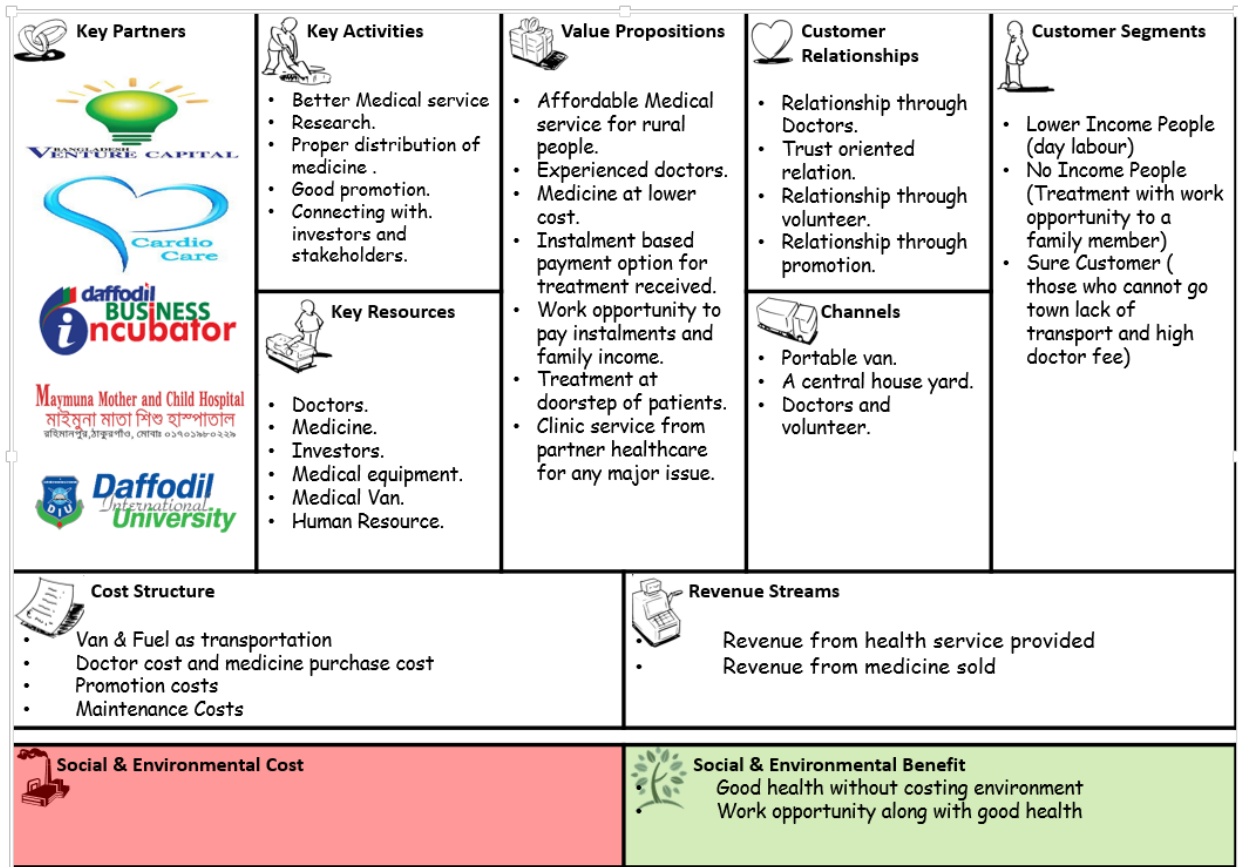 Key Partners
BANGLADESH
VENTURE CAPITAL
Cardio
Care
daffodil
BUSINESS
incubator
Maymuna Mother and Child Hospital
মাইমুনা মাতা শিশু হাস্পাতাল
রহিমানপুর,ঠাকুরগাঁও, মোবাঃ ০১৭০১৯৮০২২৯
DIU
Daffodil
International
University
Key Activities
• Better Medical service
• Research.
• Proper distribution of
medicine .
• Good promotion.
• Connecting with.
investors and
stakeholders.
Key Resources
• Doctors.
• Medicine.
• Investors.
• Medical equipment.
• Medical Van.
• Human Resource.
Value Propositions
• Affordable Medical
service for rural
people.
• Experienced doctors.
• Medicine at lower
cost.
• Instalment based
payment option for
treatment received.
• Work opportunity to
pay instalments and
family income.
• Treatment at
doorstep of patients.
• Clinic service from
partner healthcare
for any major issue.
Customer
Relationships
• Relationship through
Doctors.
• Trust oriented
relation.
• Relationship through
volunteer.
• Relationship through
promotion.
Channels
• Portable van.
• A central house yard.
• Doctors and
volunteer.
Customer Segments
• Lower Income People
(day labour)
• No Income People
(Treatment with work
opportunity to a
family member)
• Sure Customer (
those who cannot go
town lack of
transport and high
doctor fee)
Cost Structure
• Van & Fuel as transportation
• Doctor cost and medicine purchase cost
• Promotion costs
• Maintenance Costs
Revenue Streams
• Revenue from health service provided
• Revenue from medicine sold
Social & Environmental Cost
Social & Environmental Benefit
• Good health without costing environment
• Work opportunity along with good health